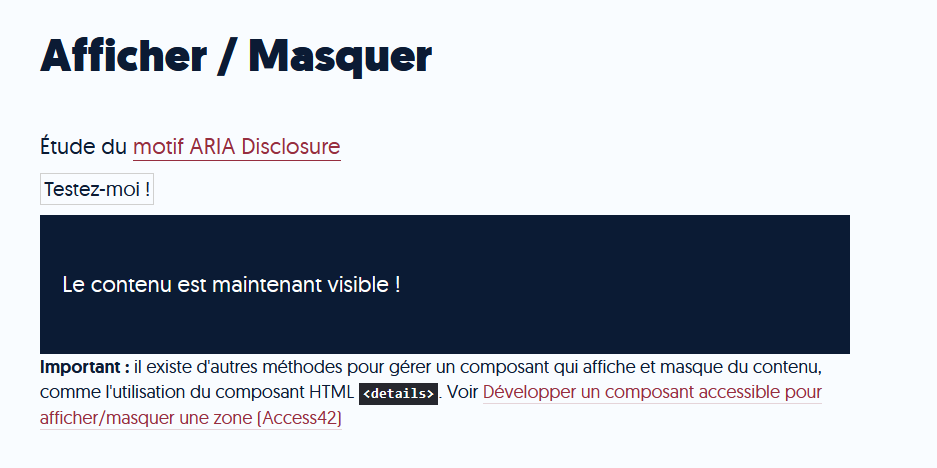 Afficher / Masquer
Étude du motif ARIA Disclosure
Testez-moi !
Le contenu est maintenant visible !
Important : il existe d'autres méthodes pour gérer un composant qui affiche et masque du contenu,
comme l'utilisation du composant HTML <details>. Voir Développer un composant accessible pour
afficher/masquer une zone (Access42)